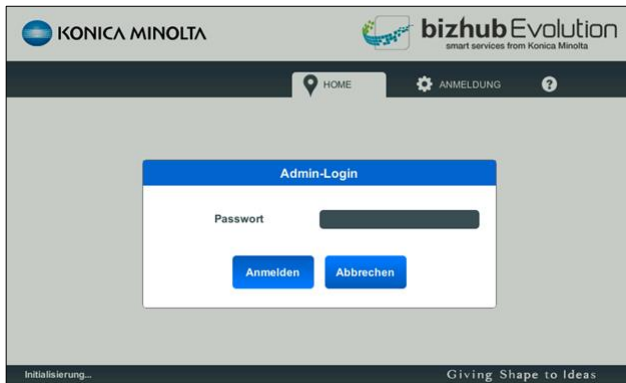 KONICA MINOLTA
bizhub Evolution
smart services from Konica Minolta
HOME
ANMELDUNG
?
Admin-Login
Passwort
Anmelden
Abbrechen
Initialisierung...
Giving Shape to Ideas